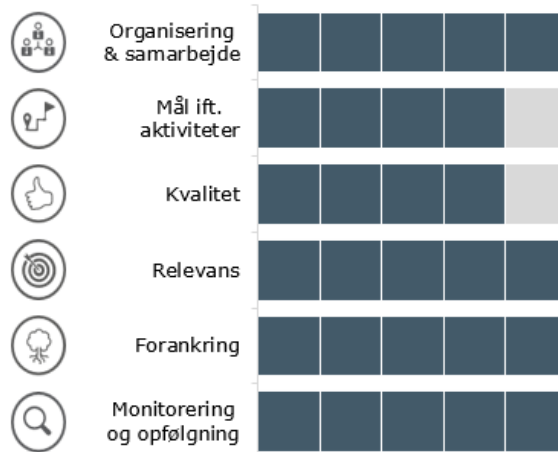 Organisering
& samarbejde
Mål ift.
aktiviteter
Kvalitet
Relevans
Forankring
Monitorering
og opfølgning